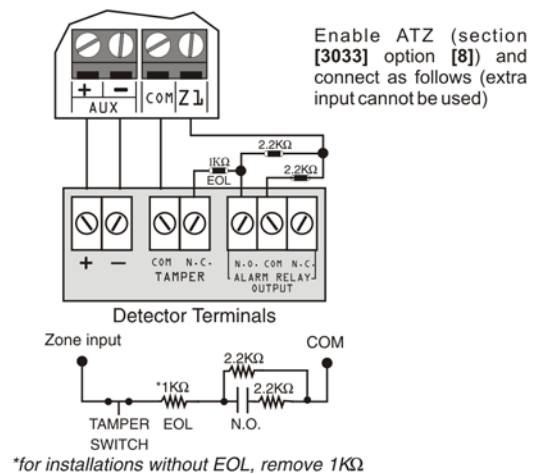 Enable ATZ (section
[3033] option [8]) and
connect as follows (extra
input cannot be used)
+ − COM Z1
AUX
2.2KΩ
1KΩ
EOL
2.2KΩ
+ − COM N.C. N.O. COM N.C.
TAMPER ALARM RELAY
OUTPUT
Detector Terminals
Zone input COM
2.2KΩ
*1KΩ 2.2KΩ
TAMPER EOL N.O.
SWITCH
*for installations without EOL, remove 1KΩ